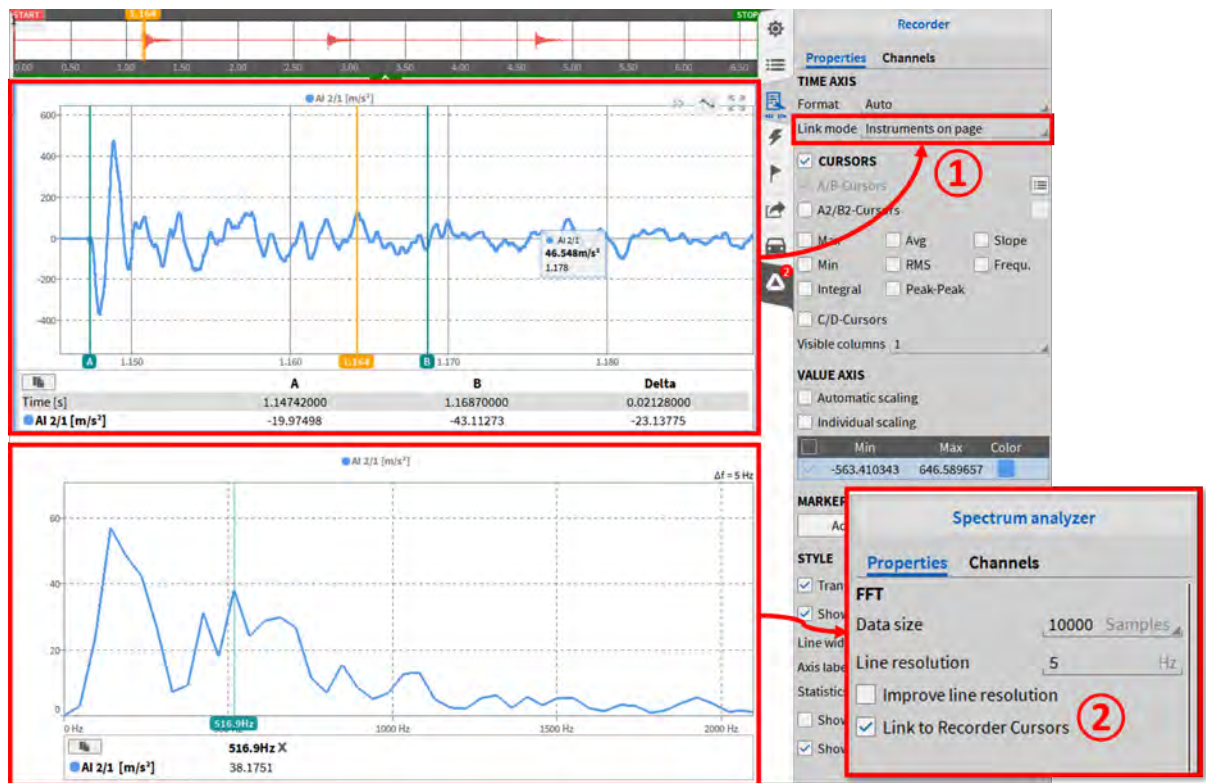 START
1.164
STOP
0.00 0.50 1.00 1.50 2.00 2.50 3.00 3.50 4.00 4.50 5.00 5.50 6.00 6.50
AI 2/1 [m/s²]
600
400
200
0
-200
-400
AI 2/1
46.548m/s²
1.178
A 1.150 1.160 1.164 B 1.170 1.180
A B Delta
Time [s] 1.14742000 1.16870000 0.02128000
AI 2/1 [m/s²] -19.97498 -43.11273 -23.13775
AI 2/1 [m/s²]
Δf = 5 Hz
60
40
20
0
0 Hz 516.9Hz 1000 Hz 1500 Hz 2000 Hz
516.9Hz X
AI 2/1 [m/s²] 38.1751
2
Recorder
Properties Channels
TIME AXIS
Format Auto
Link mode Instruments on page
1
CURSORS
A/B-Cursors
A2/B2-Cursors
Max Avg Slope
Min RMS Frequ.
Integral Peak-Peak
C/D-Cursors
Visible columns 1
VALUE AXIS
Automatic scaling
Individual scaling
Min Max Color
-563.410343 646.589657
MARKER
STYLE
Spectrum analyzer
Properties Channels
FFT
Data size 10000 Samples
Line resolution 5 Hz
Improve line resolution
Link to Recorder Cursors
2